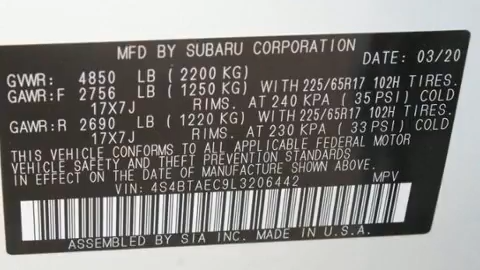 MFD BY SUBARU CORPORATION
DATE: 03/20
GVWR: 4850 LB (2200 KG)
GAWR:F 2756 LB (1250 KG) WITH 225/65R17 102H TIRES.
17X7J RIMS. AT 240 KPA (35 PSI) COLD
GAWR:R 2690 LB (1220 KG) WITH 225/65R17 102H TIRES.
17X7J RIMS. AT 230 KPA (33 PSI) COLD
THIS VEHICLE CONFORMS TO ALL APPLICABLE FEDERAL MOTOR
VEHICLE SAFETY AND THEFT PREVENTION STANDARDS
IN EFFECT ON THE DATE OF MANUFACTURE SHOWN ABOVE.
VIN: 4S4BTAEC9L3206442 MPV
ASSEMBLED BY SIA INC. MADE IN U.S.A.